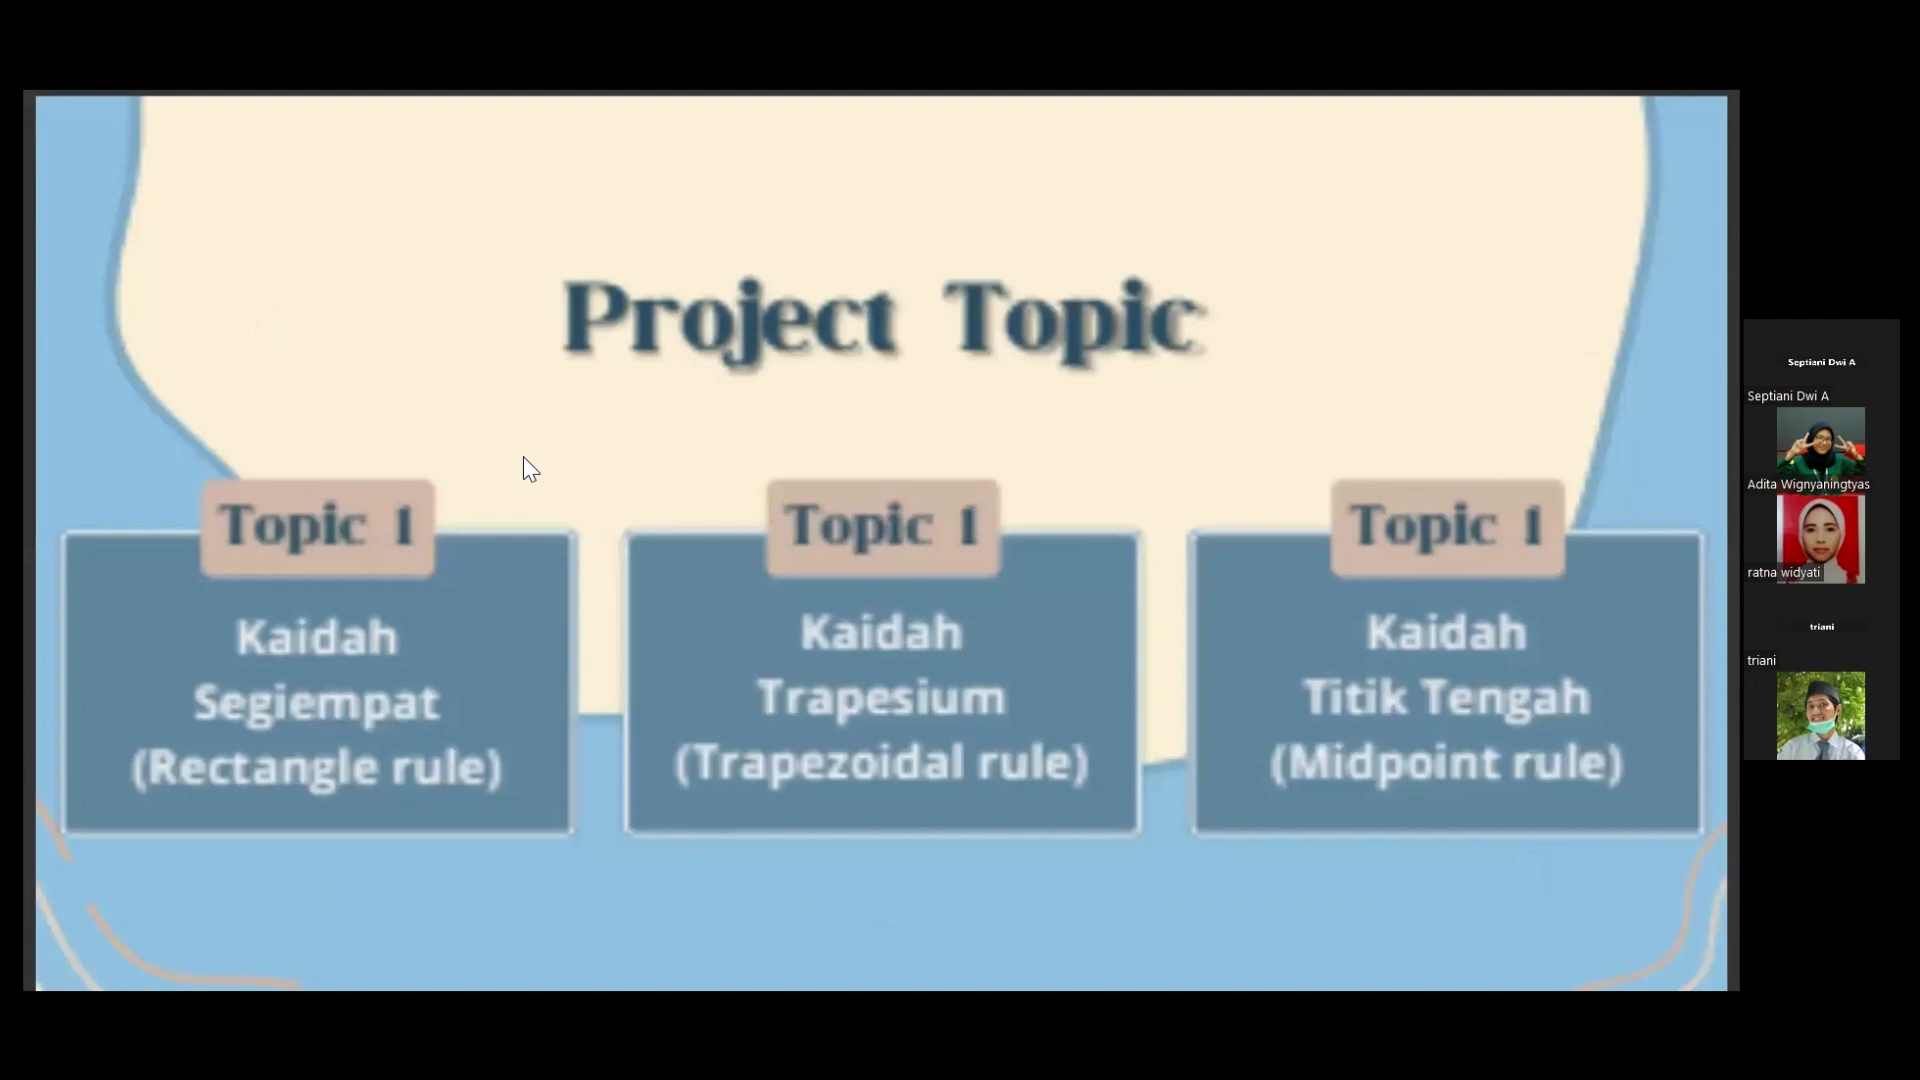 Project Topic
Topic 1
Kaidah
Segiempat
(Rectangle rule)
Topic 1
Kaidah
Trapesium
(Trapezoidal rule)
Topic 1
Kaidah
Titik Tengah
(Midpoint rule)
Septiani Dwi A
Septiani Dwi A
Adita Wignyaningtyas
ratna widyati
triani
triani